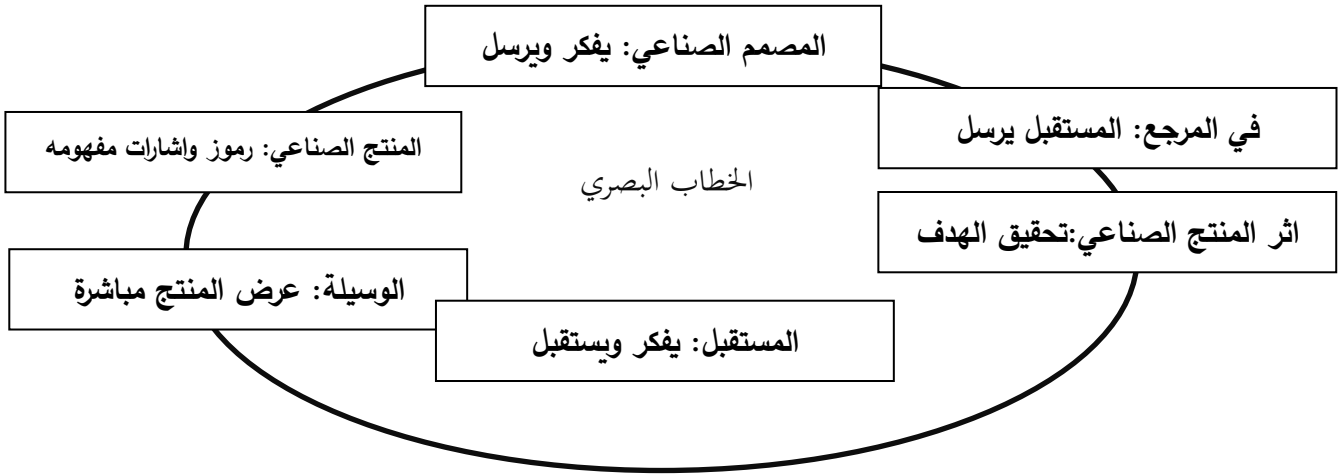 المصمم الصناعي: يفكر ويرسل
في المرجع: المستقبل يرسل
المنتج الصناعي: رموز واشارات مفهومه
الخطاب البصري
اثر المنتج الصناعي:تحقيق الهدف
الوسيلة: عرض المنتج مباشرة
المستقبل: يفكر ويستقبل